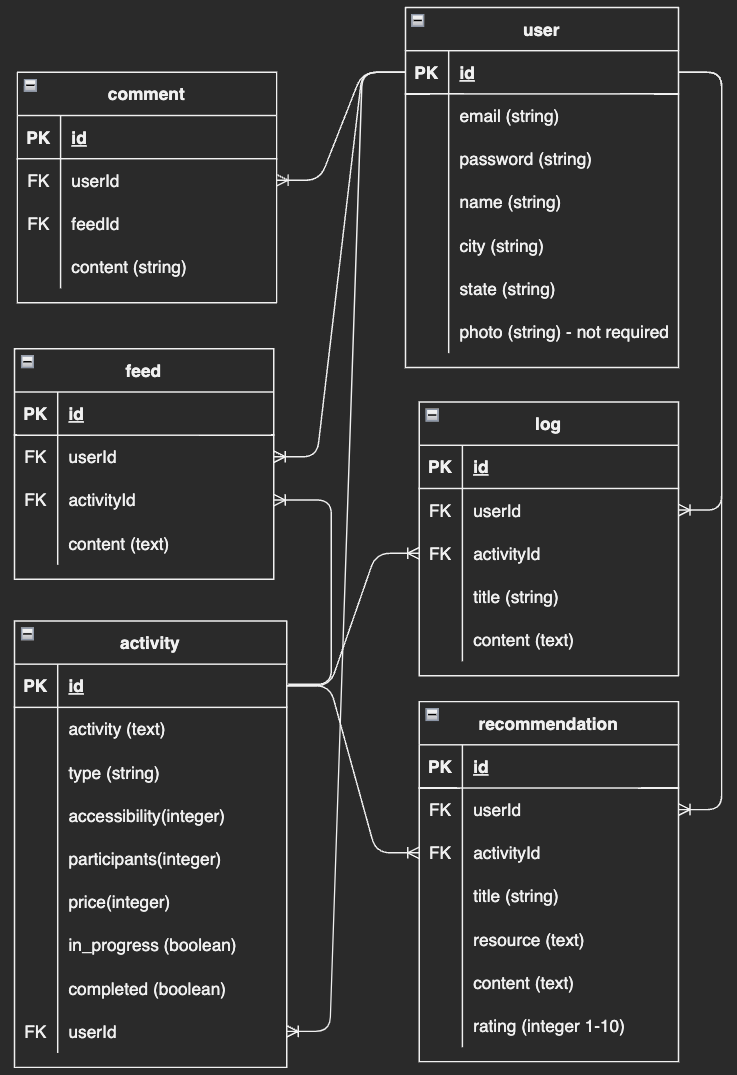 comment
PK id
FK userId
FK feedId
content (string)
feed
PK id
FK userId
FK activityId
content (text)
activity
PK id
activity (text)
type (string)
accessibility(integer)
participants(integer)
price(integer)
in_progress (boolean)
completed (boolean)
FK userId
user
PK id
email (string)
password (string)
name (string)
city (string)
state (string)
photo (string) - not required
log
PK id
FK userId
FK activityId
title (string)
content (text)
recommendation
PK id
FK userId
FK activityId
title (string)
resource (text)
content (text)
rating (integer 1-10)